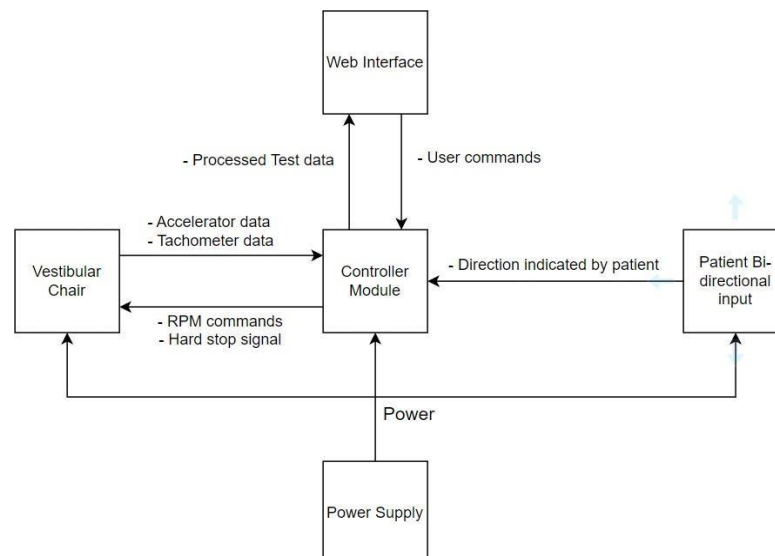 Web Interface
- Processed Test data
- User commands
- Accelerator data
- Tachometer data
Vestibular
Chair
Controller
Module
- Direction indicated by patient
Patient Bi-
directional
input
- RPM commands
- Hard stop signal
Power
Power Supply